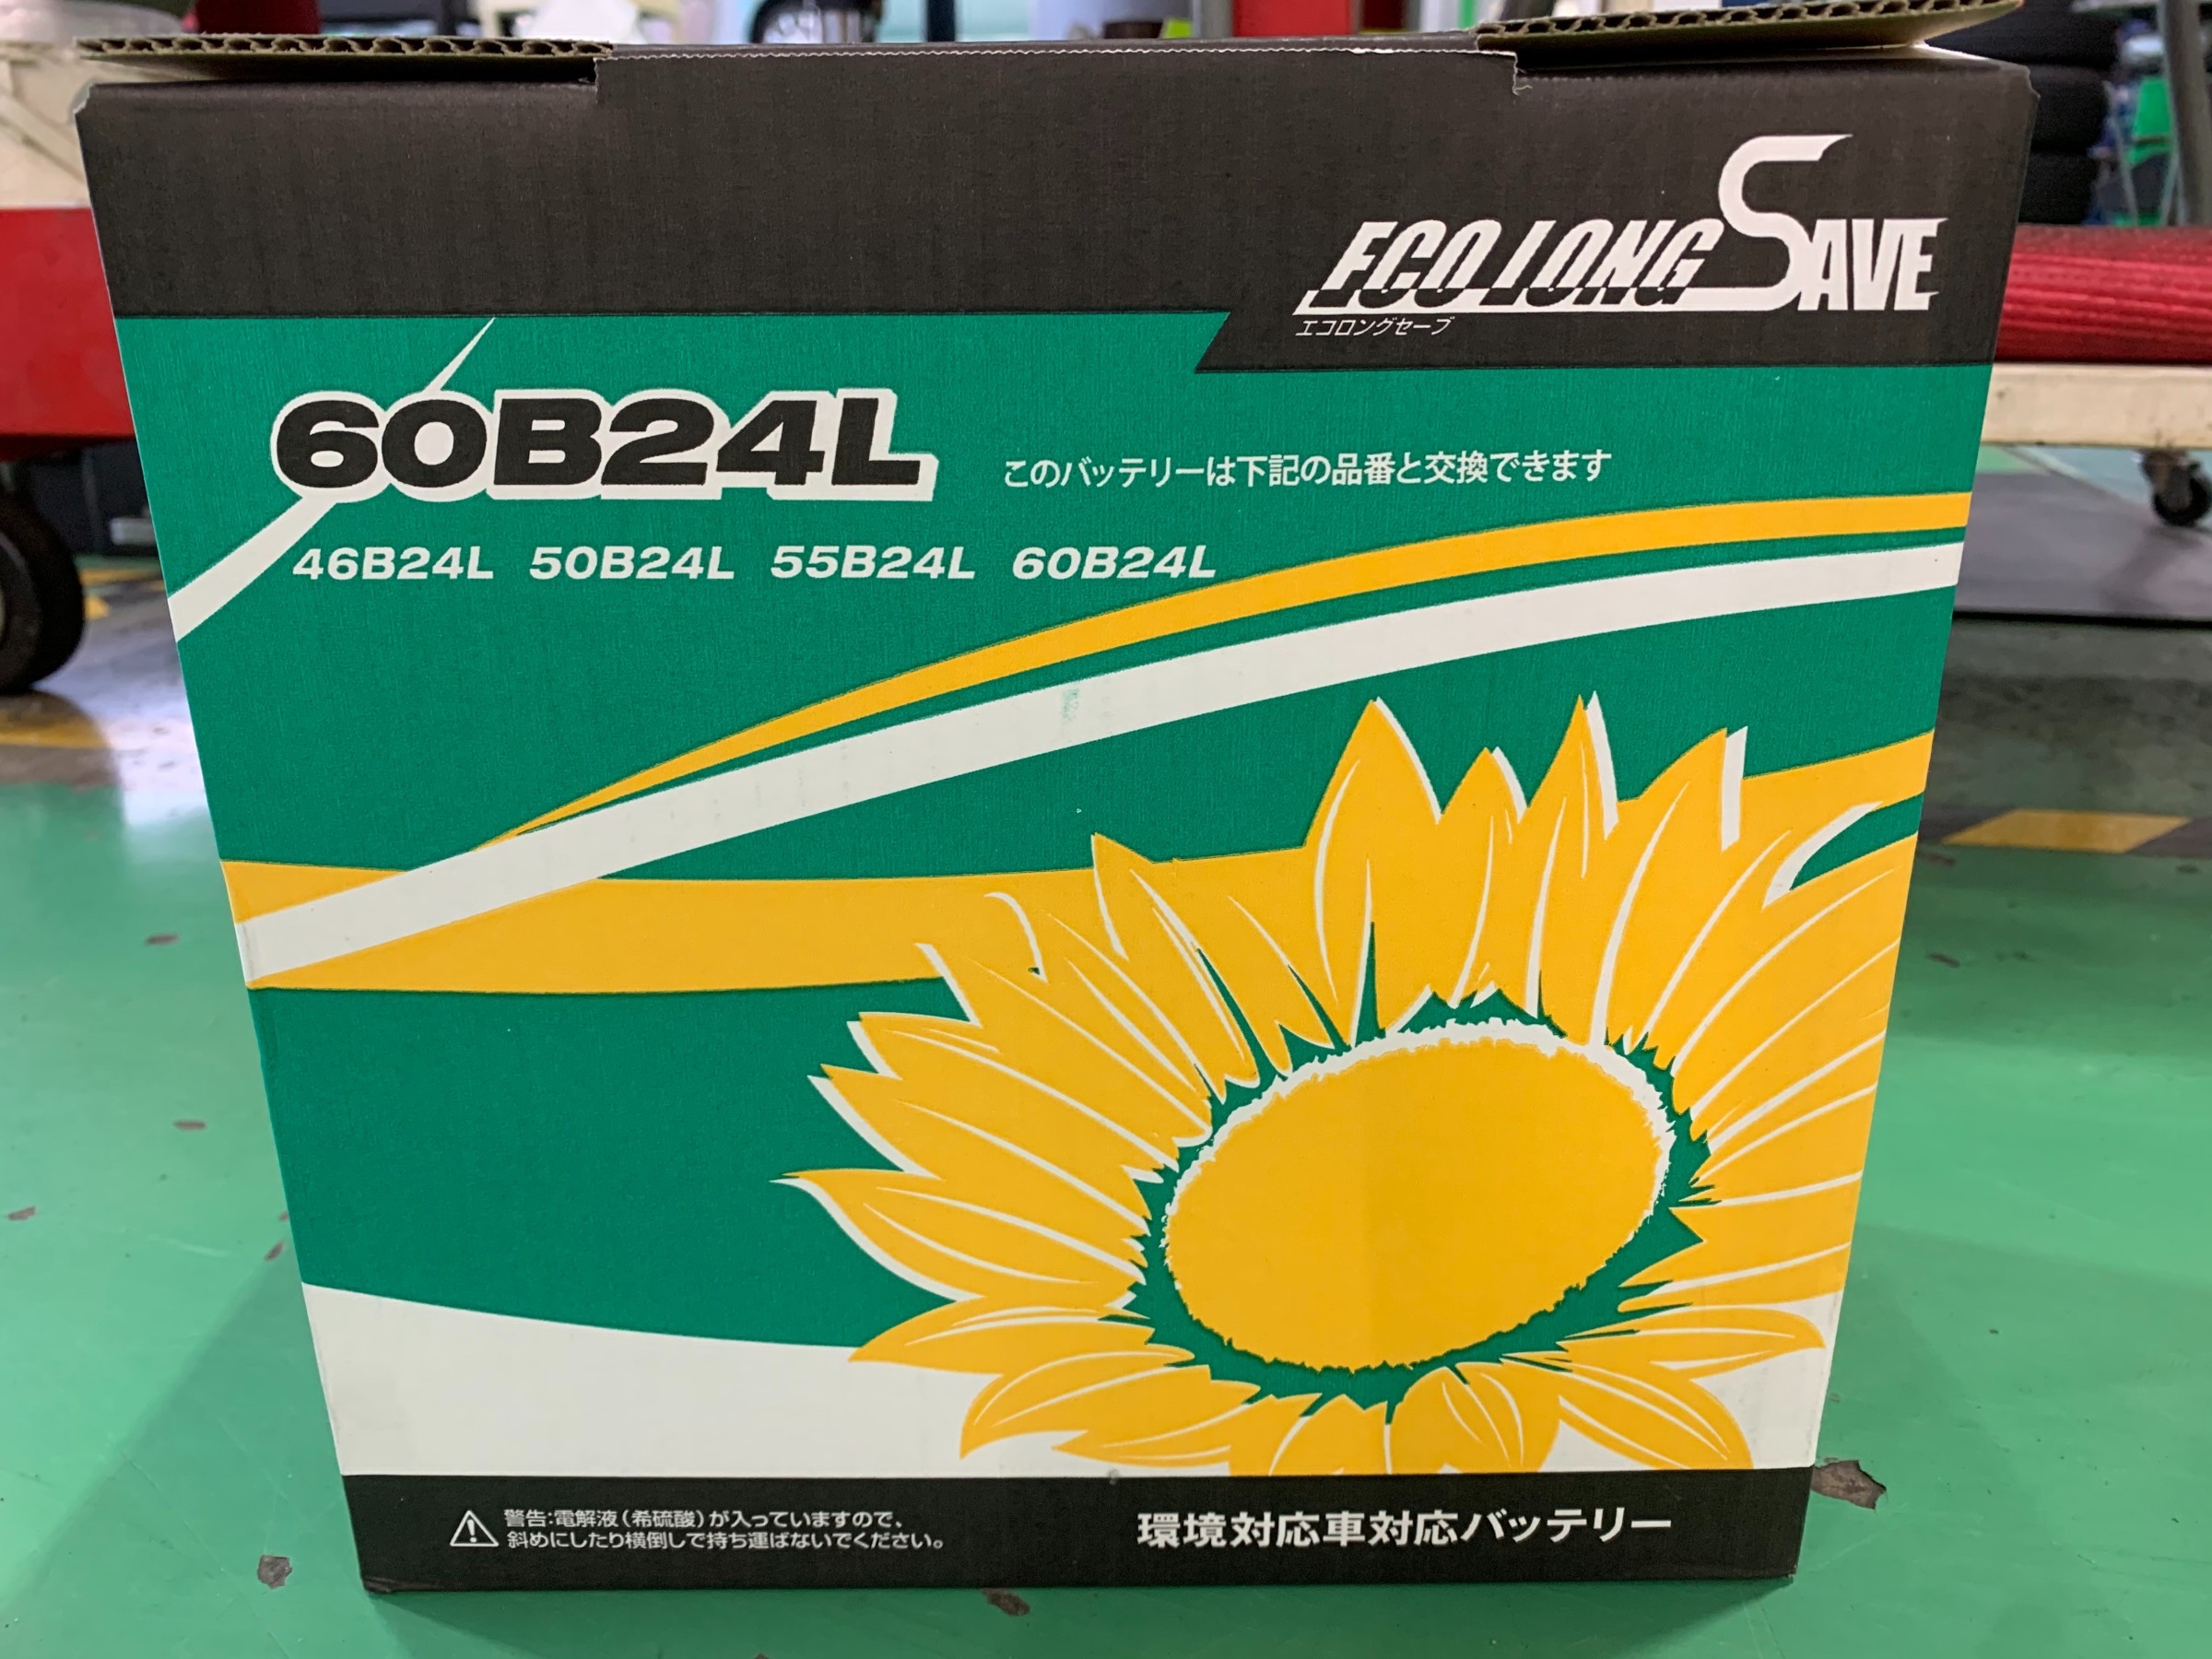 ECO LONG SAVE
エコロングセーブ
60B24L
このバッテリーは下記の品番と交換できます
46B24L 50B24L 55B24L 60B24L
警告:電解液(希硫酸)が入っていますので、
斜めにしたり横倒しで持ち運ばないでください。
環境対応車対応バッテリー